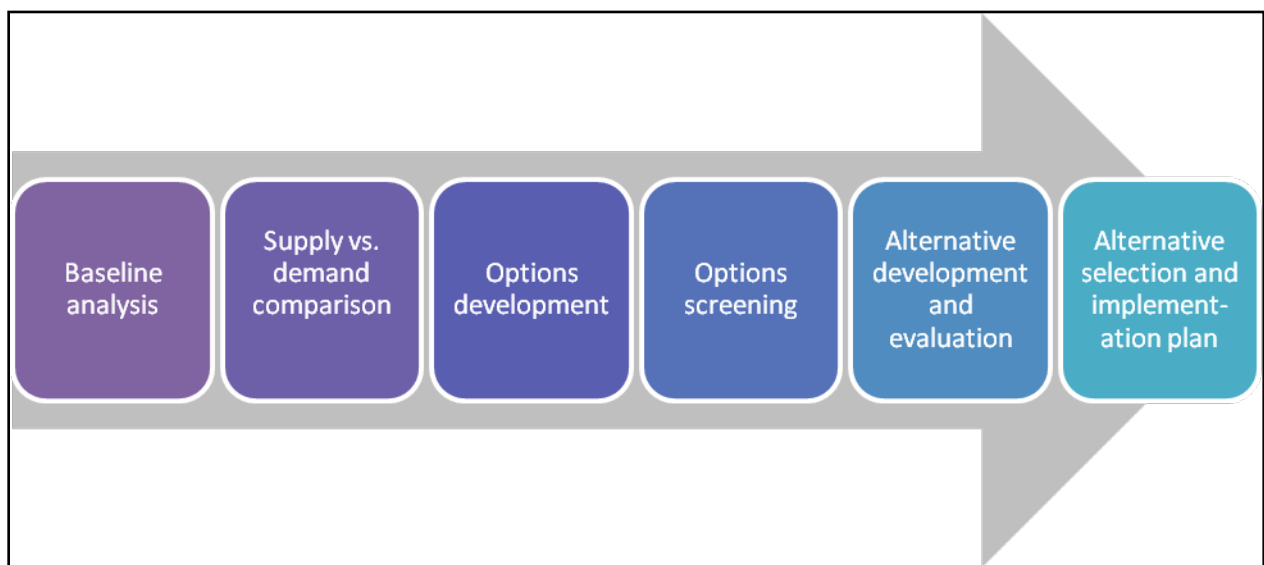 Baseline
analysis
Supply vs.
demand
comparison
Options
development
Options
screening
Alternative
development
and
evaluation
Alternative
selection and
implement-
ation plan